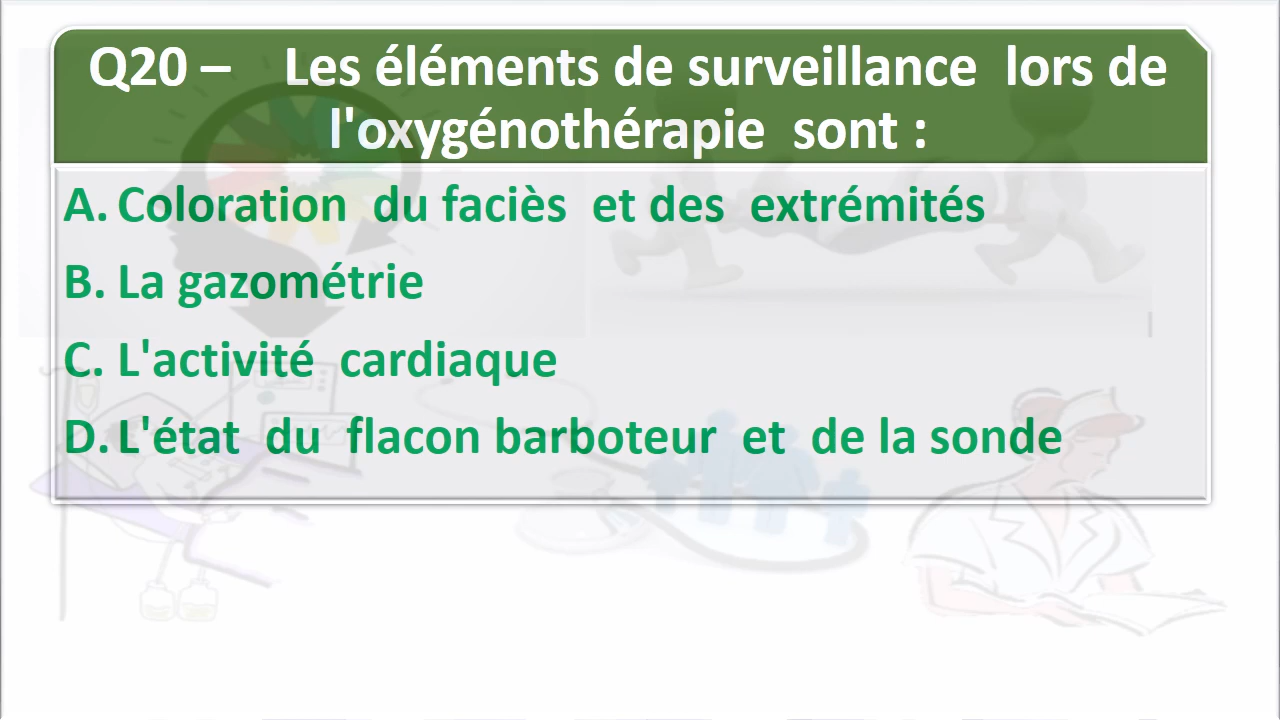 Q20 – Les éléments de surveillance lors de
l'oxygénothérapie sont :
A. Coloration du faciès et des extrémités
B. La gazométrie
C. L'activité cardiaque
D. L'état du flacon barboteur et de la sonde